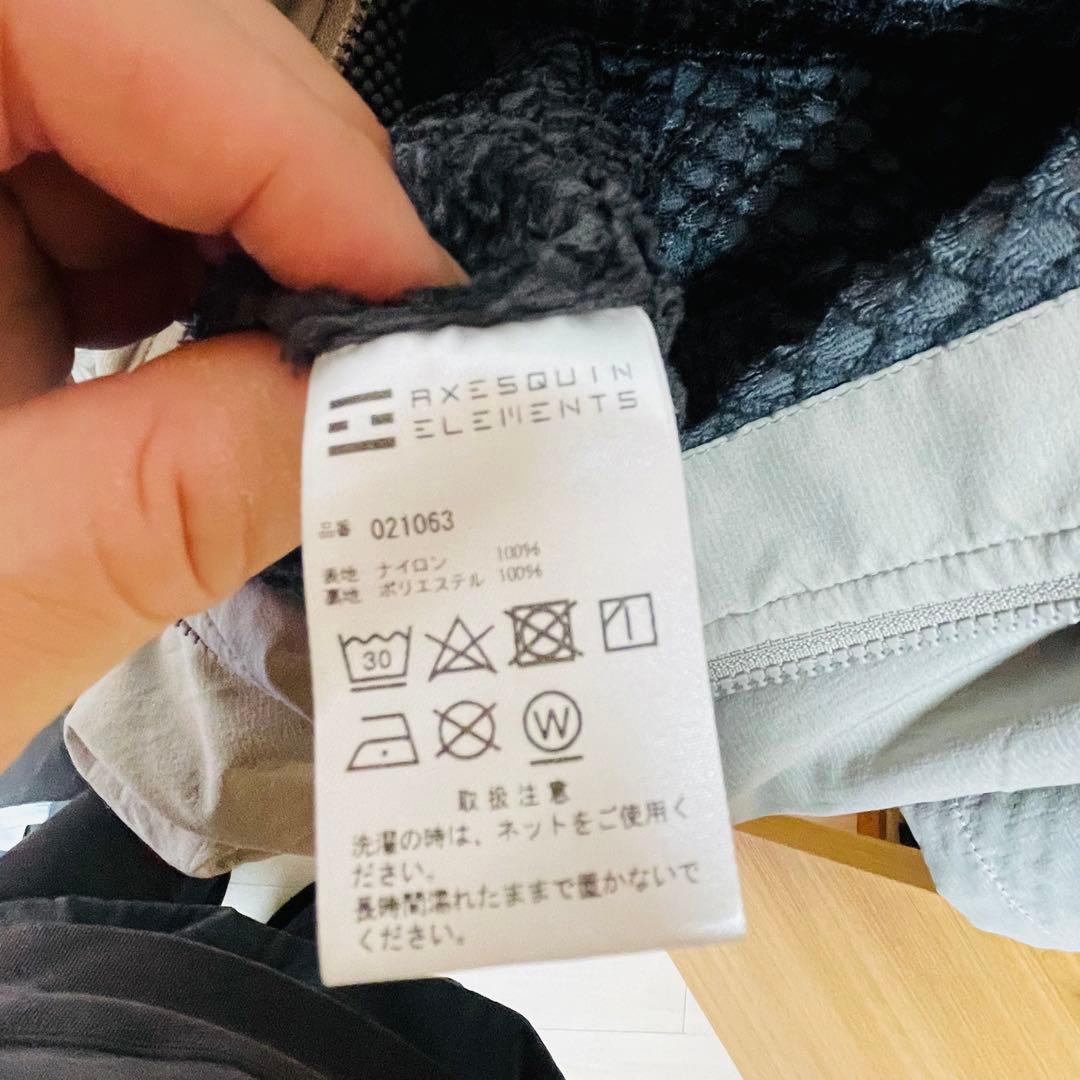 AXESQUIN
ELEMENTS
品番 021063
表地 ナイロン 100%
裏地 ポリエステル 100%
30
W
取扱注意
洗濯の時は、ネットをご使用く
ださい。
長時間濡れたままで置かないで
ください。